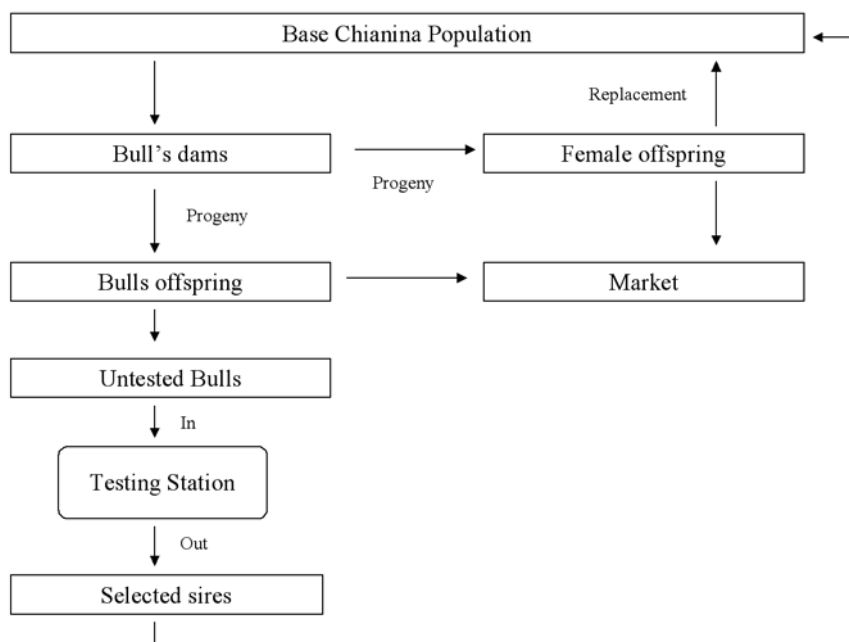 Base Chianina Population
Replacement
Bull's dams
Female offspring
Progeny
Progeny
Bulls offspring
Market
Untested Bulls
In
Testing Station
Out
Selected sires